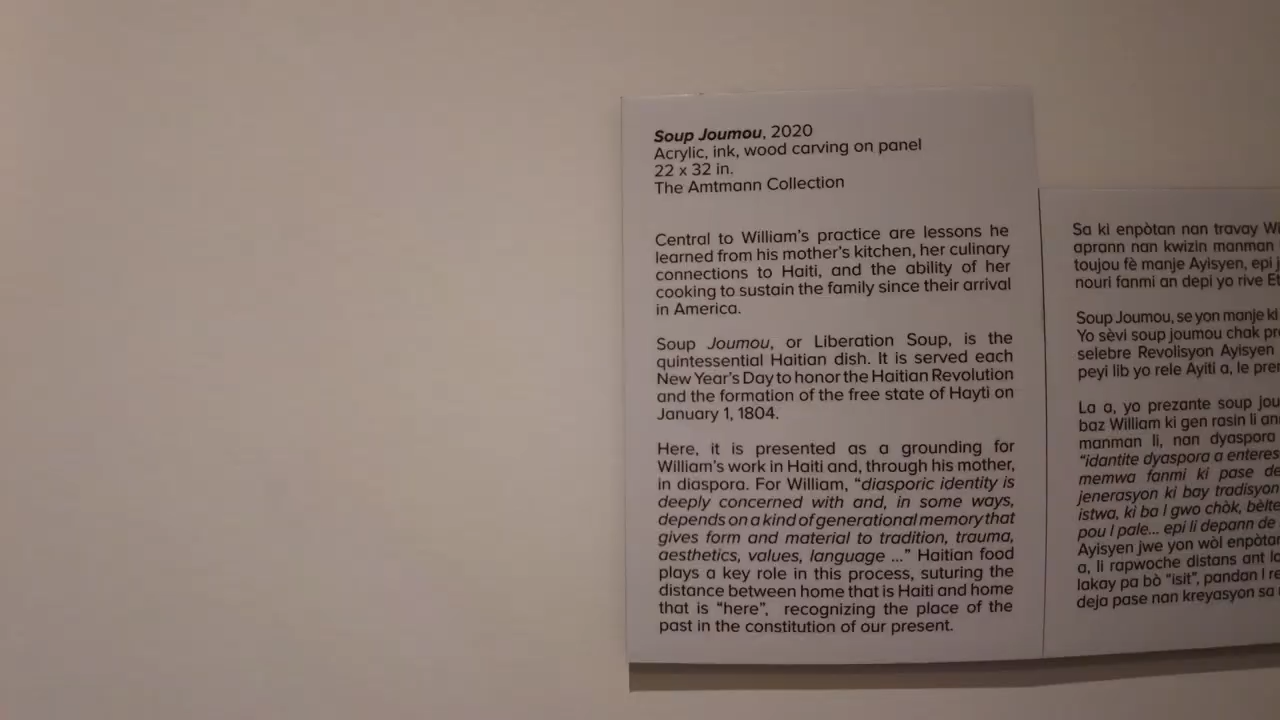 Soup Joumou, 2020
Acrylic, ink, wood carving on panel
22 x 32 in.
The Amtmann Collection
Central to William's practice are lessons he
learned from his mother's kitchen, her culinary
connections to Haiti, and the ability of her
cooking to sustain the family since their arrival
in America.
Soup Joumou, or Liberation Soup, is the
quintessential Haitian dish. It is served each
New Year's Day to honor the Haitian Revolution
and the formation of the free state of Hayti on
January 1, 1804.
Here, it is presented as a grounding for
William's work in Haiti and, through his mother,
in diaspora. For William, “diasporic identity is
deeply concerned with and, in some ways,
depends on a kind of generational memory that
gives form and material to tradition, trauma,
aesthetics, values, language ...” Haitian food
plays a key role in this process, suturing the
distance between home that is Haiti and home
that is “here”, recognizing the place of the
past in the constitution of our present.
Sa ki enpòtan nan travay
aprann nan kwizin manman
toujou fè manje Ayisyen, epi
nouri fanmi an depi yo rive
Soup Joumou, se yon manje ki
Yo sèvi soup joumou chak
selebre Revolisyon Ayisyen
peyi lib yo rele Ayiti a, le
La a, yo prezante soup
baz William ki gen rasin li
manman li, nan dyaspora
“idantite dyaspora a
memwa fanmi ki pase
jenerasyon ki bay tradisyon
istwa, ki ba l gwo chòk,
pou l pale... epi li depann de
Ayisyen jwe yon wòl
a, li rapwoche distans ant
lakay pa bò “isit”, pandan l
deja pase nan kreyasyon sa